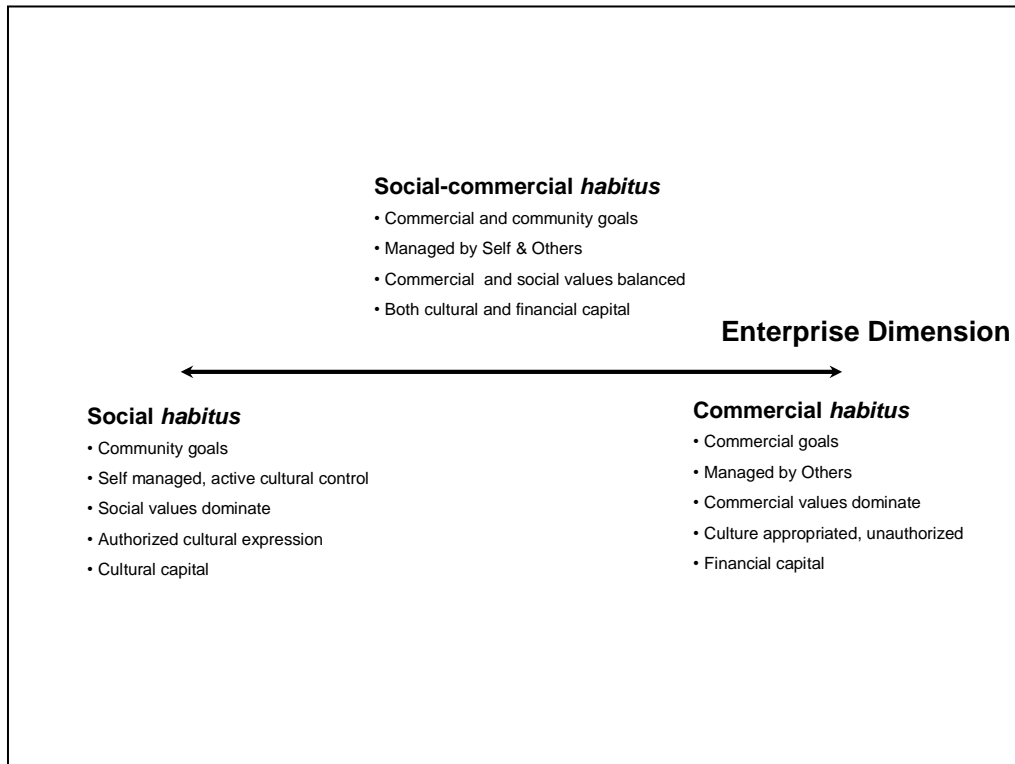 Social-commercial habitus
• Commercial and community goals
• Managed by Self & Others
• Commercial and social values balanced
• Both cultural and financial capital
Enterprise Dimension
Social habitus
• Community goals
• Self managed, active cultural control
• Social values dominate
• Authorized cultural expression
• Cultural capital
Commercial habitus
• Commercial goals
• Managed by Others
• Commercial values dominate
• Culture appropriated, unauthorized
• Financial capital